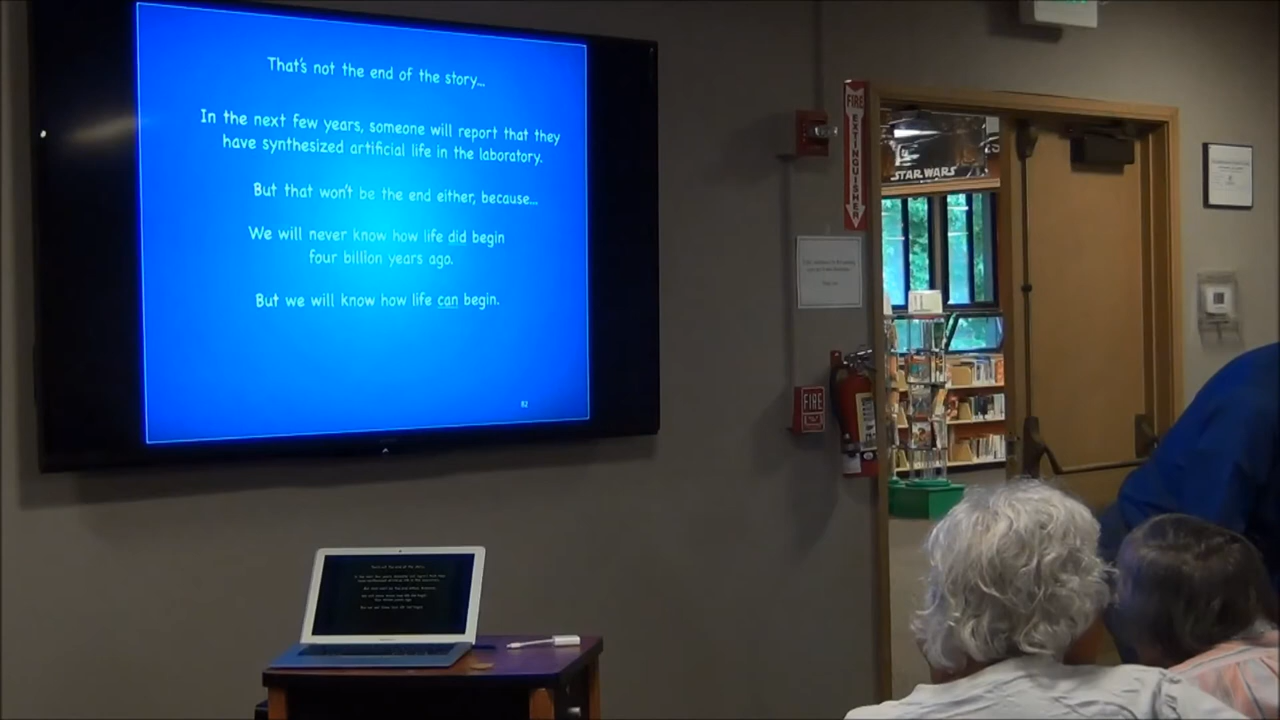 That's not the end of the story...
In the next few years, someone will report that they
have synthesized artificial life in the laboratory.
But that won't be the end either, because...
We will never know how life did begin
four billion years ago.
But we will know how life can begin.
92
FIRE
EXTINGUISHER
STAR WARS
FIRE